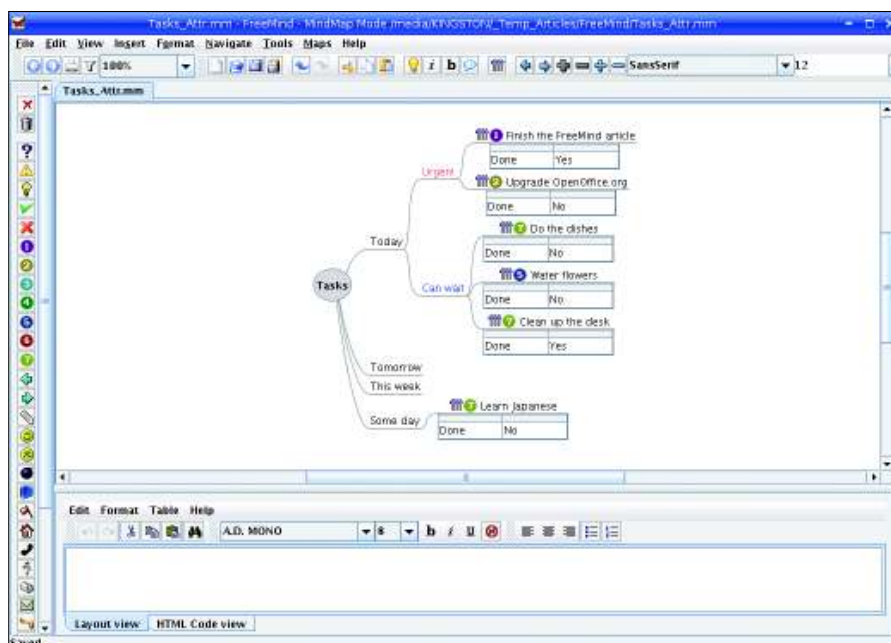 Tasks_Attr.mm - FreeMind - MindMap Mode /media/KINGSTON/_Temp_Articles/FreeMind/Tasks_Attr.mm
File Edit View Insert Format Navigate Tools Maps Help
100% i b SansSerif 12
Tasks_Attr.mm
Finish the FreeMind article
Done Yes
Urgent
Upgrade OpenOffice.org
Done No
Do the dishes
Today
Done No
Water flowers
Tasks
Can wait
Done No
Clean up the desk
Done Yes
Tomorrow
This week
Learn Japanese
Some day
Done No
Edit Format Table Help
A.D. MONO 8 b i u
Layout view HTML Code view
Saved